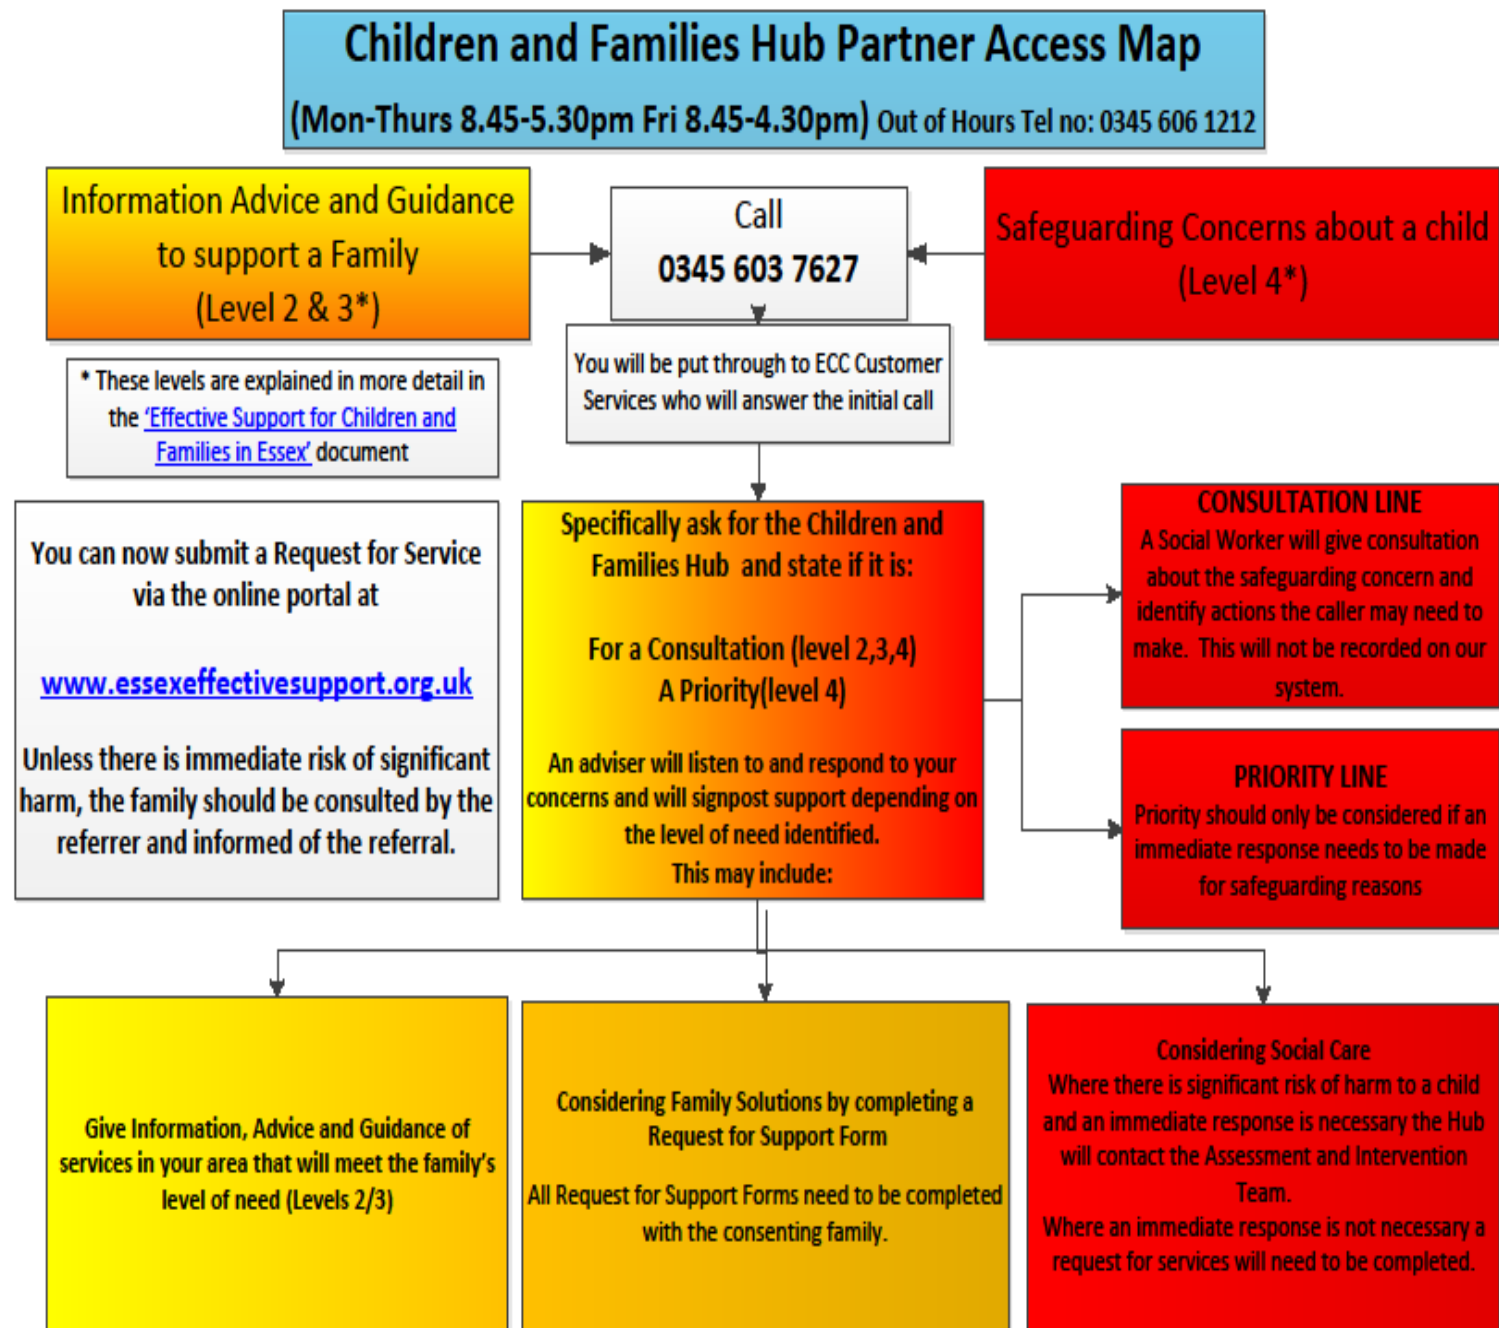 Children and Families Hub Partner Access Map
(Mon-Thurs 8.45-5.30pm Fri 8.45-4.30pm) Out of Hours Tel no: 0345 606 1212
Information Advice and Guidance
to support a Family
(Level 2 & 3*)
Call
0345 603 7627
Safeguarding Concerns about a child
(Level 4*)
* These levels are explained in more detail in
the 'Effective Support for Children and
Families in Essex' document
You will be put through to ECC Customer
Services who will answer the initial call
You can now submit a Request for Service
via the online portal at
www.essexeffectivesupport.org.uk
Unless there is immediate risk of significant
harm, the family should be consulted by the
referrer and informed of the referral.
Specifically ask for the Children and
Families Hub and state if it is:
For a Consultation (level 2,3,4)
A Priority(level 4)
An adviser will listen to and respond to your
concerns and will signpost support depending on
the level of need identified.
This may include:
CONSULTATION LINE
A Social Worker will give consultation
about the safeguarding concern and
identify actions the caller may need to
make. This will not be recorded on our
system.
PRIORITY LINE
Priority should only be considered if an
immediate response needs to be made
for safeguarding reasons
Give Information, Advice and Guidance of
services in your area that will meet the family's
level of need (Levels 2/3)
Considering Family Solutions by completing a
Request for Support Form
All Request for Support Forms need to be completed
with the consenting family.
Considering Social Care
Where there is significant risk of harm to a child
and an immediate response is necessary the Hub
will contact the Assessment and Intervention
Team.
Where an immediate response is not necessary a
request for services will need to be completed.